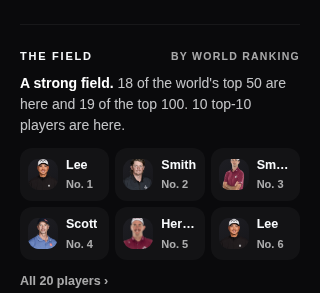 THE FIELD BY WORLD RANKING
A strong field. 18 of the world's top 50 are
here and 19 of the top 100. 10 top-10
players are here.
Lee Smith Sm...
No. 1 No. 2 No. 3
Scott Her... Lee
No. 4 No. 5 No. 6
All 20 players ›